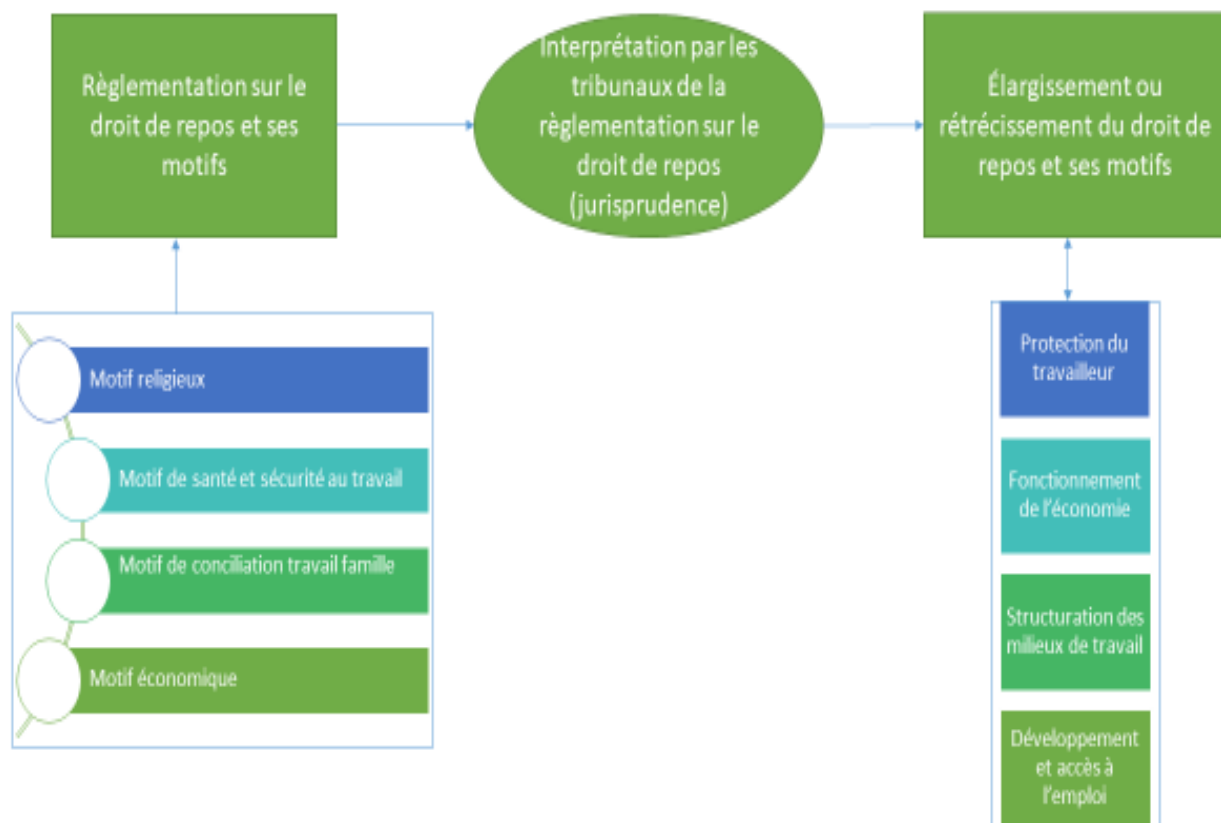 Règlementation sur le
droit de repos et ses
motifs
Interprétation par les
tribunaux de la
règlementation sur le
droit de repos
(jurisprudence)
Élargissement ou
rétrécissement du droit de
repos et ses motifs
Motif religieux
Motif de santé et sécurité au travail
Motif de conciliation travail famille
Motif économique
Protection du
travailleur
Fonctionnement
de l'économie
Structuration des
milieux de travail
Développement
et accès à
l'emploi